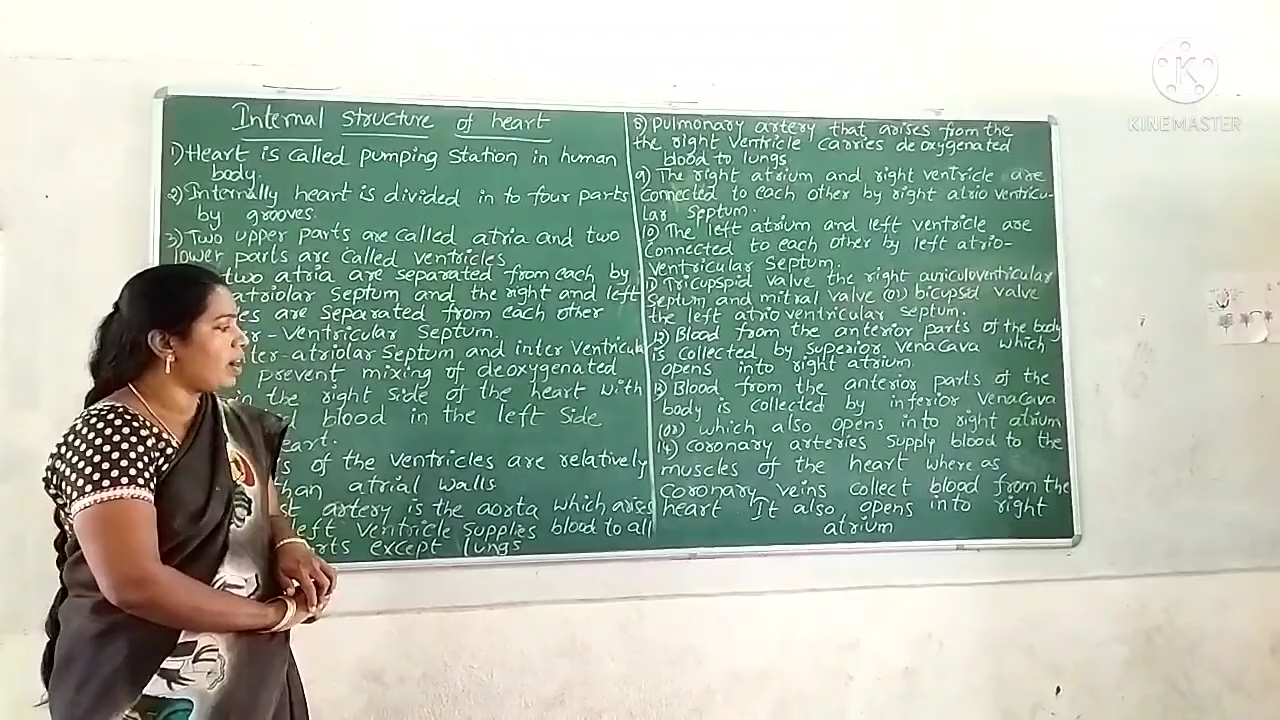 Internal structure of heart
1) Heart is called pumping station in human
body.
2) Internally heart is divided in to four parts
by grooves.
3) Two upper parts are called atria and two
lower parts are called ventricles
two atria are separated from each by
atriolar septum and the right and left
es are separated from each other
r - ventricular septum.
ter-atriolar septum and inter ventricular
prevent mixing of deoxygenated
in the right side of the heart with
d blood in the left side
eart.
s of the ventricles are relatively
than atrial walls
st artery is the aorta which arises
left ventricle supplies blood to all
rts except lungs
8) Pulmonary artery that arises from the
the right ventricle carries deoxygenated
blood to lungs
9) The right atrium and right ventricle are
connected to each other by right atrio ventricu-
lar septum.
10) The left atrium and left ventricle are
connected to each other by left atrio-
ventricular septum.
11) Tricupspid valve the right auriculoventricular
septum and mitral valve (or) bicupsid valve
the left atrio ventricular septum.
12) Blood from the anterior parts of the body
is collected by superior venacava which
opens into right atrium
13) Blood from the anterior parts of the
body is collected by inferior venacava
(or) which also opens into right atrium
14) Coronary arteries supply blood to the
muscles of the heart where as
coronary veins collect blood from the
heart It also opens into right
atrium
K
KINEMASTER